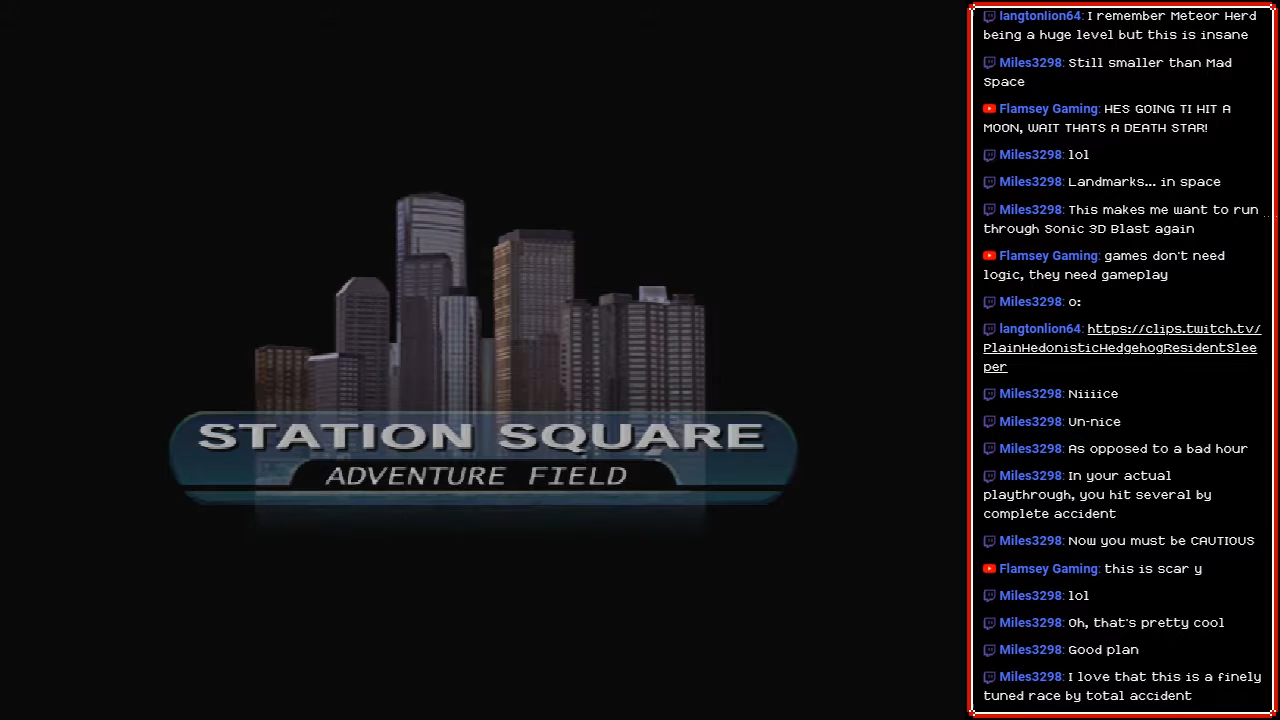 STATION SQUARE
ADVENTURE FIELD
langtonlion64: I remember Meteor Herd
being a huge level but this is insane
Miles3298: Still smaller than Mad
Space
Flamsey Gaming: HES GOING TI HIT A
MOON, WAIT THATS A DEATH STAR!
Miles3298: lol
Miles3298: Landmarks... in space
Miles3298: This makes me want to run
through Sonic 3D Blast again
Flamsey Gaming: games don't need
logic, they need gameplay
Miles3298: o:
langtonlion64: https://clips.twitch.tv/
PlainHedonisticHedgehogResidentSlee
per
Miles3298: Niiiice
Miles3298: Un-nice
Miles3298: As opposed to a bad hour
Miles3298: In your actual
playthrough, you hit several by
complete accident
Miles3298: Now you must be CAUTIOUS
Flamsey Gaming: this is scar y
Miles3298: lol
Miles3298: Oh, that's pretty cool
Miles3298: Good plan
Miles3298: I love that this is a finely
tuned race by total accident